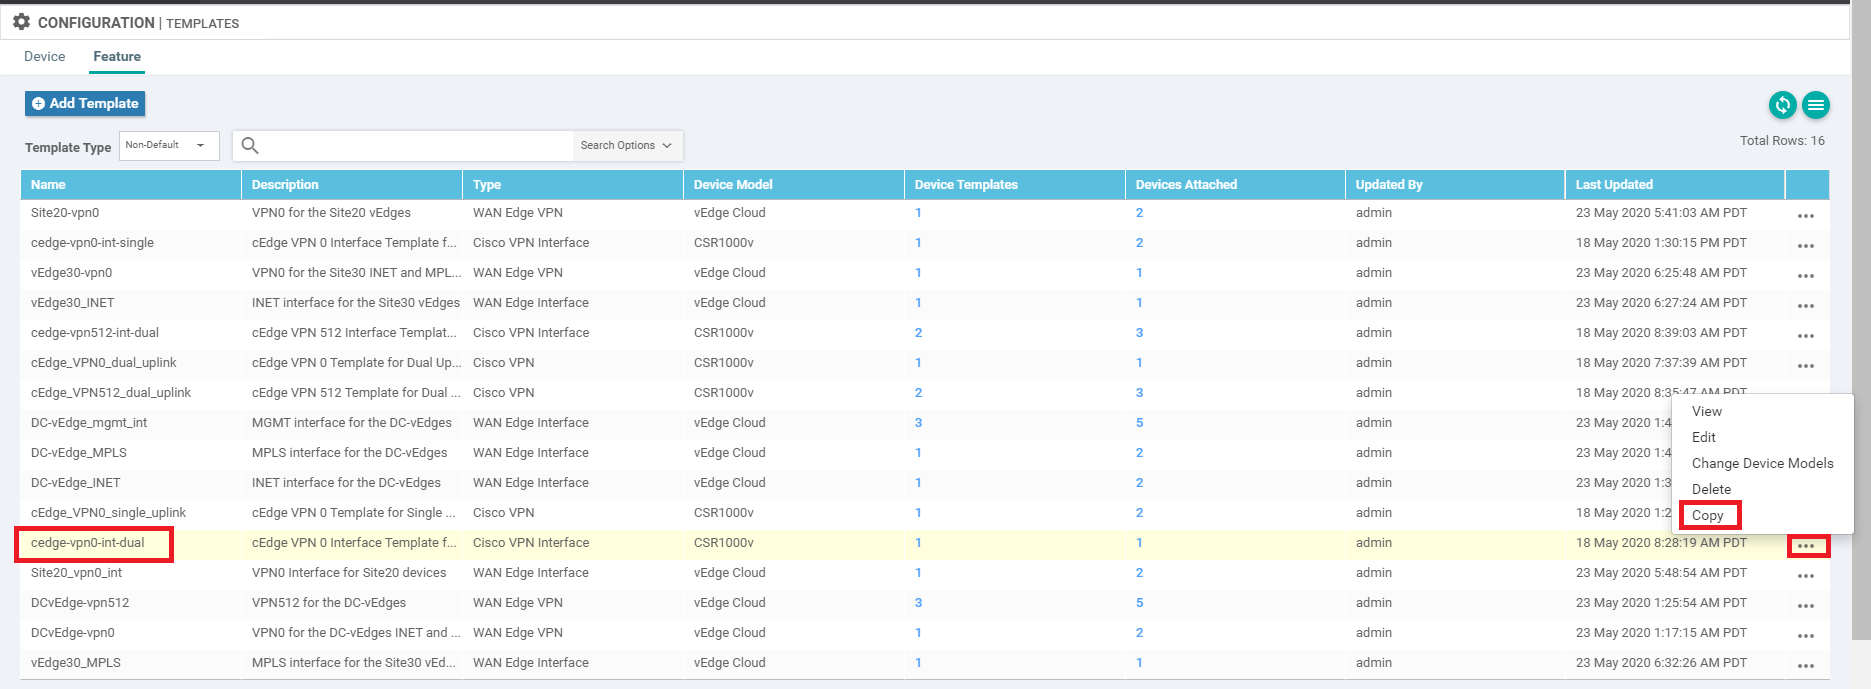 CONFIGURATION | TEMPLATES
Device Feature
Add Template
Template Type Non-Default Search Options
Total Rows: 16
Name Description Type Device Model Device Templates Devices Attached Updated By Last Updated
Site20-vpn0 VPN0 for the Site20 vEdges WAN Edge VPN vEdge Cloud 1 2 admin 23 May 2020 5:41:03 AM PDT
cedge-vpn0-int-single cEdge VPN 0 Interface Template f... Cisco VPN Interface CSR1000v 1 2 admin 18 May 2020 1:30:15 PM PDT
vEdge30-vpn0 VPN0 for the Site30 INET and MPL... WAN Edge VPN vEdge Cloud 1 1 admin 23 May 2020 6:25:48 AM PDT
vEdge30_INET INET interface for the Site30 vEdges WAN Edge Interface vEdge Cloud 1 1 admin 23 May 2020 6:27:24 AM PDT
cedge-vpn512-int-dual cEdge VPN 512 Interface Templat... Cisco VPN Interface CSR1000v 2 3 admin 18 May 2020 8:39:03 AM PDT
cEdge_VPN0_dual_uplink cEdge VPN 0 Template for Dual Up... Cisco VPN CSR1000v 1 1 admin 18 May 2020 7:37:39 AM PDT
cEdge_VPN512_dual_uplink cEdge VPN 512 Template for Dual ... Cisco VPN CSR1000v 2 3 admin 18 May 2020 8:35:47 AM PDT
DC-vEdge_mgmt_int MGMT interface for the DC-vEdges WAN Edge Interface vEdge Cloud 3 5 admin 23 May 2020 1:4
DC-vEdge_MPLS MPLS interface for the DC-vEdges WAN Edge Interface vEdge Cloud 1 2 admin 23 May 2020 1:4
DC-vEdge_INET INET interface for the DC-vEdges WAN Edge Interface vEdge Cloud 1 2 admin 23 May 2020 1:3
cEdge_VPN0_single_uplink cEdge VPN 0 Template for Single ... Cisco VPN CSR1000v 1 2 admin 18 May 2020 1:2
cedge-vpn0-int-dual cEdge VPN 0 Interface Template f... Cisco VPN Interface CSR1000v 1 1 admin 18 May 2020 8:28:19 AM PDT
Site20_vpn0_int VPN0 Interface for Site20 devices WAN Edge Interface vEdge Cloud 1 2 admin 23 May 2020 5:48:54 AM PDT
DCvEdge-vpn512 VPN512 for the DC-vEdges WAN Edge VPN vEdge Cloud 3 5 admin 23 May 2020 1:25:54 AM PDT
DCvEdge-vpn0 VPN0 for the DC-vEdges INET and ... WAN Edge VPN vEdge Cloud 1 2 admin 23 May 2020 1:17:15 AM PDT
vEdge30_MPLS MPLS interface for the Site30 vEd... WAN Edge Interface vEdge Cloud 1 1 admin 23 May 2020 6:32:26 AM PDT
View
Edit
Change Device Models
Delete
Copy